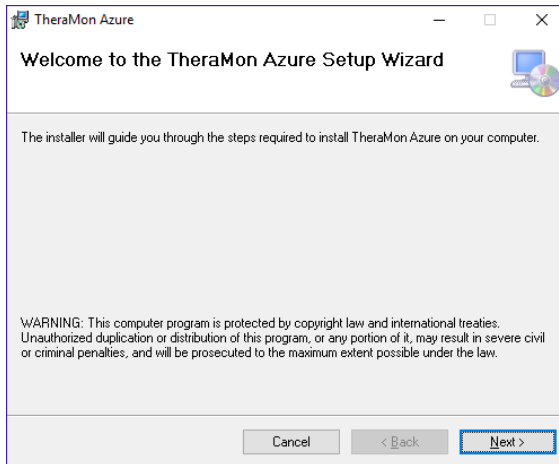 TheraMon Azure
Welcome to the TheraMon Azure Setup Wizard
The installer will guide you through the steps required to install TheraMon Azure on your computer.
WARNING: This computer program is protected by copyright law and international treaties.
Unauthorized duplication or distribution of this program, or any portion of it, may result in severe civil
or criminal penalties, and will be prosecuted to the maximum extent possible under the law.
Cancel
< Back
Next >